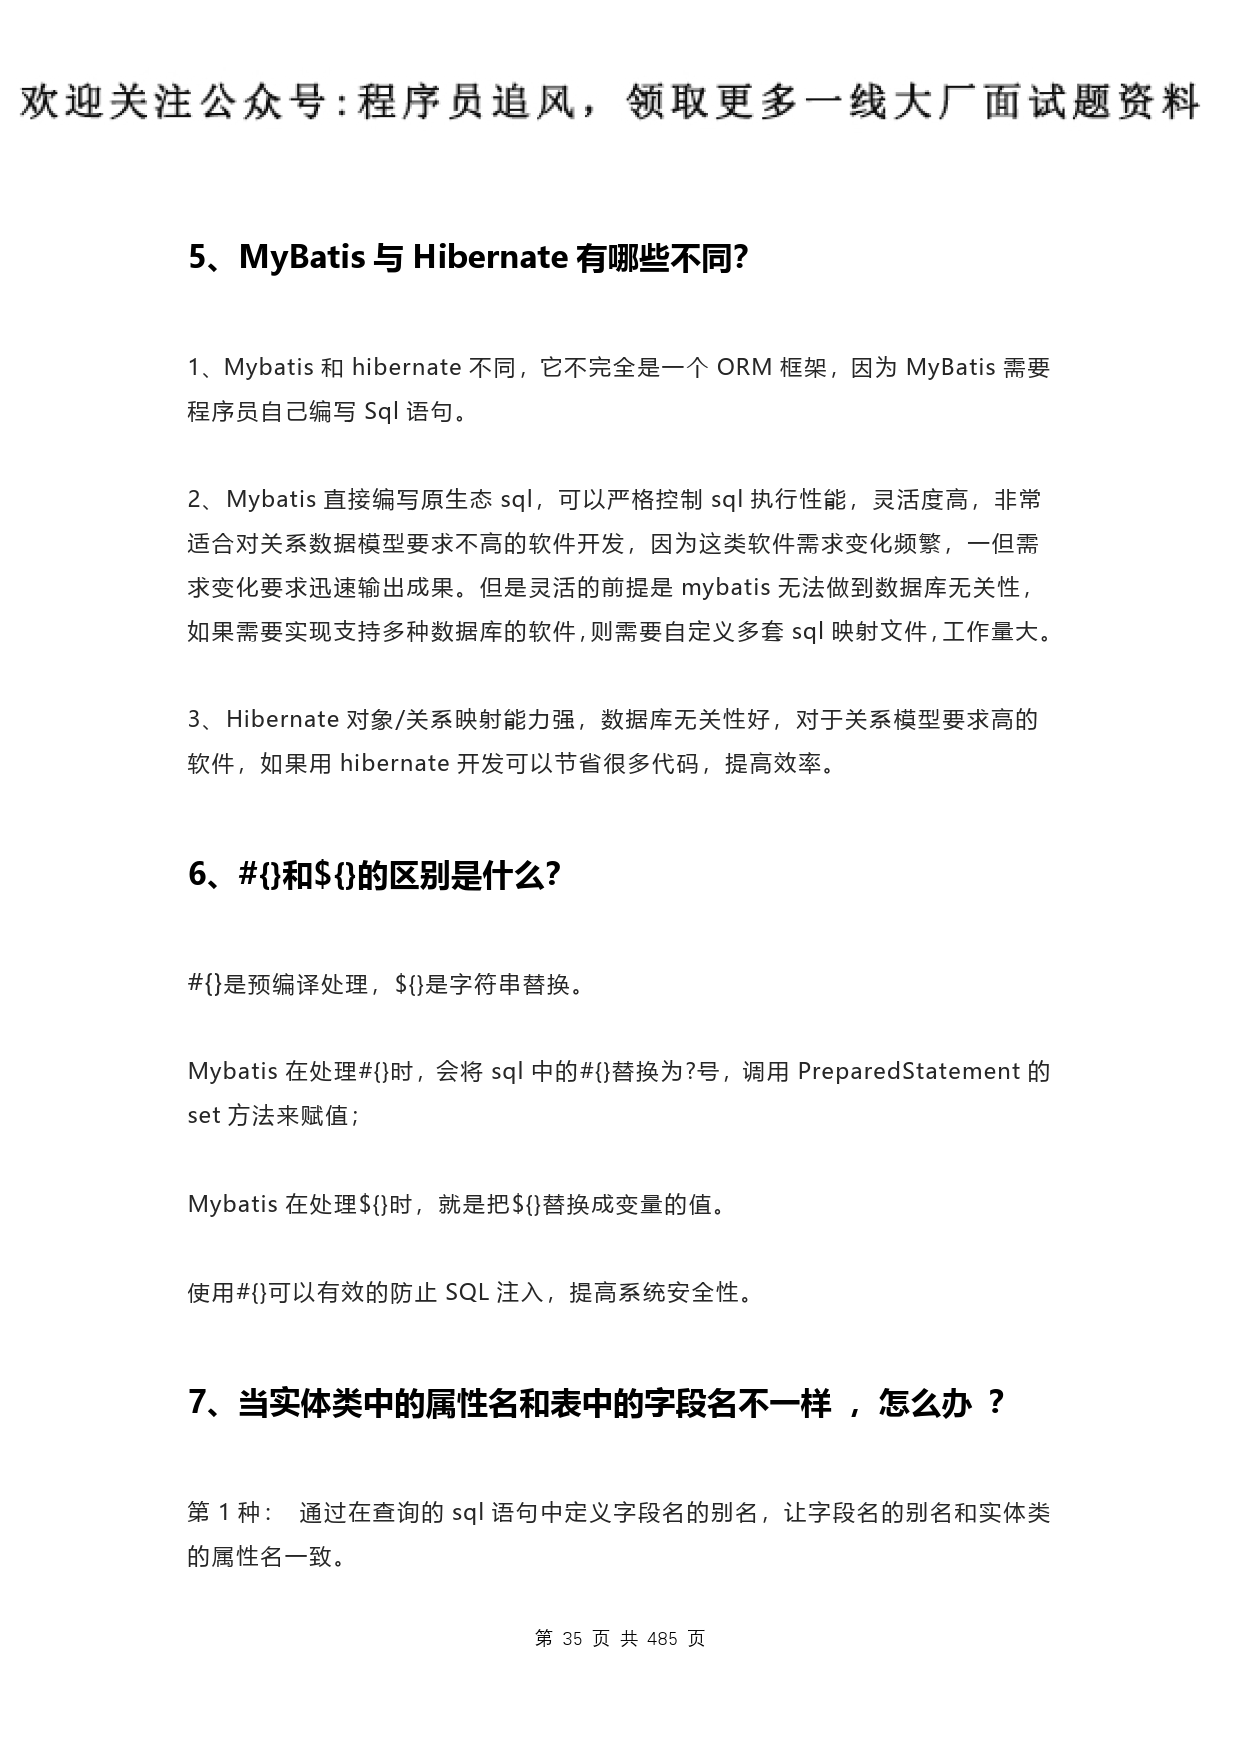 欢迎关注公众号:程序员追风，领取更多一线大厂面试题资料
5、MyBatis 与 Hibernate 有哪些不同？
1、Mybatis 和 hibernate 不同，它不完全是一个 ORM 框架，因为 MyBatis 需要
程序员自己编写 Sql 语句。
2、Mybatis 直接编写原生态 sql，可以严格控制 sql 执行性能，灵活度高，非常
适合对关系数据模型要求不高的软件开发，因为这类软件需求变化频繁，一但需
求变化要求迅速输出成果。但是灵活的前提是 mybatis 无法做到数据库无关性，
如果需要实现支持多种数据库的软件，则需要自定义多套 sql 映射文件，工作量大。
3、Hibernate 对象/关系映射能力强，数据库无关性好，对于关系模型要求高的
软件，如果用 hibernate 开发可以节省很多代码，提高效率。
6、#{}和${}的区别是什么？
#{}是预编译处理，${}是字符串替换。
Mybatis 在处理#{}时，会将 sql 中的#{}替换为?号，调用 PreparedStatement 的
set 方法来赋值；
Mybatis 在处理${}时，就是把${}替换成变量的值。
使用#{}可以有效的防止 SQL 注入，提高系统安全性。
7、当实体类中的属性名和表中的字段名不一样 ，怎么办 ？
第 1 种： 通过在查询的 sql 语句中定义字段名的别名，让字段名的别名和实体类
的属性名一致。
第 35 页 共 485 页